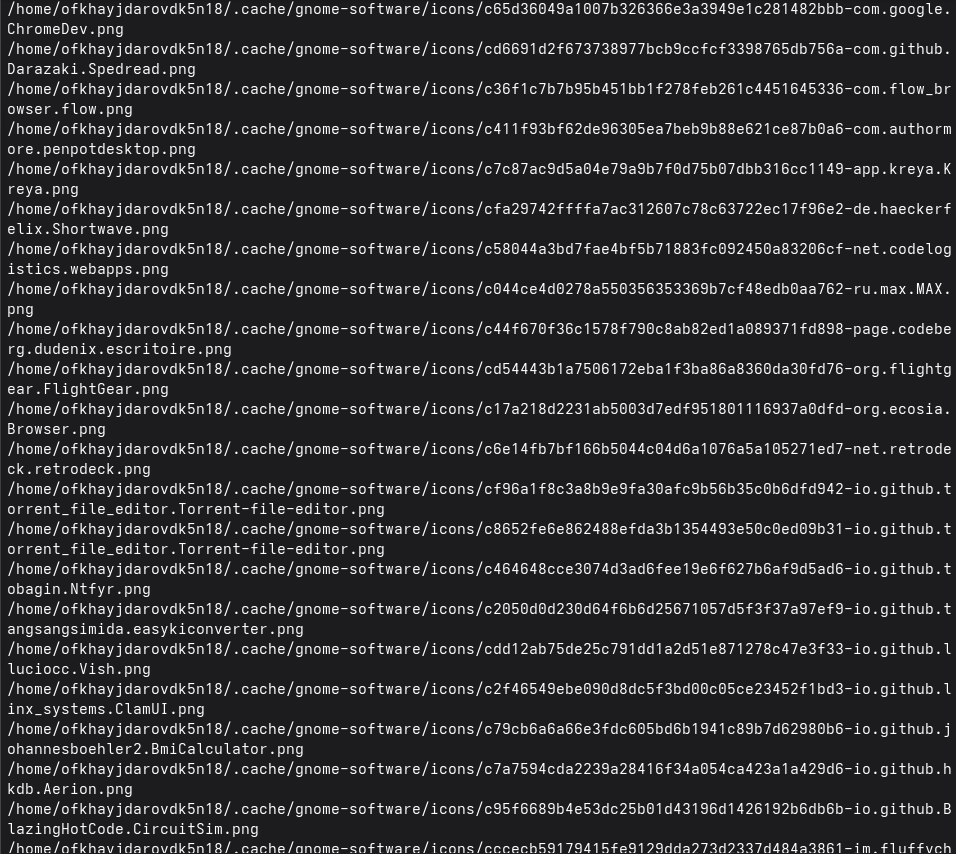 /home/ofkhayjdarovdk5n18/.cache/gnome-software/icons/c65d36049a1007b326366e3a3949e1c281482bbb-com.google.
ChromeDev.png
/home/ofkhayjdarovdk5n18/.cache/gnome-software/icons/cd6691d2f673738977bcb9ccfcf3398765db756a-com.github.
Darazaki.Spedread.png
/home/ofkhayjdarovdk5n18/.cache/gnome-software/icons/c36f1c7b7b95b451bb1f278feb261c4451645336-com.flow_br
owser.flow.png
/home/ofkhayjdarovdk5n18/.cache/gnome-software/icons/c411f93bf62de96305ea7beb9b88e621ce87b0a6-com.authorm
ore.penpotdesktop.png
/home/ofkhayjdarovdk5n18/.cache/gnome-software/icons/c7c87ac9d5a04e79a9b7f0d75b07dbb316cc1149-app.kreya.K
reya.png
/home/ofkhayjdarovdk5n18/.cache/gnome-software/icons/cfa29742ffffa7ac312607c78c63722ec17f96e2-de.haeckerf
elix.Shortwave.png
/home/ofkhayjdarovdk5n18/.cache/gnome-software/icons/c58044a3bd7fae4bf5b71883fc092450a83206cf-net.codelog
istics.webapps.png
/home/ofkhayjdarovdk5n18/.cache/gnome-software/icons/c044ce4d0278a550356353369b7cf48edb0aa762-ru.max.MAX.
png
/home/ofkhayjdarovdk5n18/.cache/gnome-software/icons/c44f670f36c1578f790c8ab82ed1a089371fd898-page.codebe
rg.dudenix.escritoire.png
/home/ofkhayjdarovdk5n18/.cache/gnome-software/icons/cd54443b1a7506172eba1f3ba86a8360da30fd76-org.flightg
ear.FlightGear.png
/home/ofkhayjdarovdk5n18/.cache/gnome-software/icons/c17a218d2231ab5003d7edf951801116937a0dfd-org.ecosia.
Browser.png
/home/ofkhayjdarovdk5n18/.cache/gnome-software/icons/c6e14fb7bf166b5044c04d6a1076a5a105271ed7-net.retrode
ck.retrodeck.png
/home/ofkhayjdarovdk5n18/.cache/gnome-software/icons/cf96a1f8c3a8b9e9fa30afc9b56b35c0b6dfd942-io.github.t
orrent_file_editor.Torrent-file-editor.png
/home/ofkhayjdarovdk5n18/.cache/gnome-software/icons/c8652fe6e862488efda3b1354493e50c0ed09b31-io.github.t
orrent_file_editor.Torrent-file-editor.png
/home/ofkhayjdarovdk5n18/.cache/gnome-software/icons/c464648cce3074d3ad6fee19e6f627b6af9d5ad6-io.github.t
obagin.Ntfyr.png
/home/ofkhayjdarovdk5n18/.cache/gnome-software/icons/c2050d0d230d64f6b6d25671057d5f3f37a97ef9-io.github.t
angsangsimida.easykiconverter.png
/home/ofkhayjdarovdk5n18/.cache/gnome-software/icons/cdd12ab75de25c791dd1a2d51e871278c47e3f33-io.github.l
luciocc.Vish.png
/home/ofkhayjdarovdk5n18/.cache/gnome-software/icons/c2f46549ebe090d8dc5f3bd00c05ce23452f1bd3-io.github.l
inx_systems.ClamUI.png
/home/ofkhayjdarovdk5n18/.cache/gnome-software/icons/c79cb6a6a66e3fdc605bd6b1941c89b7d62980b6-io.github.j
ohannesboehler2.BmiCalculator.png
/home/ofkhayjdarovdk5n18/.cache/gnome-software/icons/c7a7594cda2239a28416f34a054ca423a1a429d6-io.github.h
kdb.Aerion.png
/home/ofkhayjdarovdk5n18/.cache/gnome-software/icons/c95f6689b4e53dc25b01d43196d1426192b6db6b-io.github.B
lazingHotCode.CircuitSim.png
/home/ofkhayjdarovdk5n18/.cache/gnome-software/icons/cccecb59179415fe9129dda273d2337d484a3861-im.fluffych